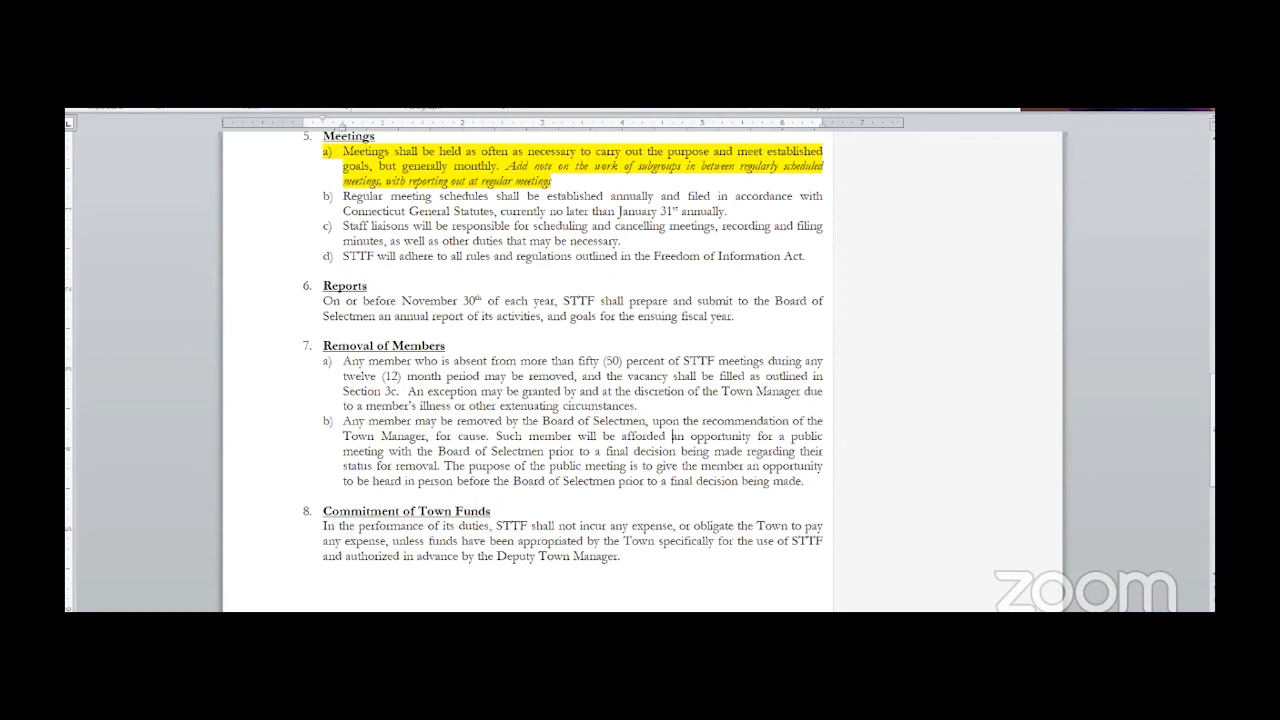 5. Meetings
a) Meetings shall be held as often as necessary to carry out the purpose and meet established
goals, but generally monthly. Add note on the work of subgroups in between regularly scheduled
meetings, with reporting out at regular meetings
b) Regular meeting schedules shall be established annually and filed in accordance with
Connecticut General Statutes, currently no later than January 31st annually.
c) Staff liaisons will be responsible for scheduling and cancelling meetings, recording and filing
minutes, as well as other duties that may be necessary.
d) STTF will adhere to all rules and regulations outlined in the Freedom of Information Act.
6. Reports
On or before November 30th of each year, STTF shall prepare and submit to the Board of
Selectmen an annual report of its activities, and goals for the ensuing fiscal year.
7. Removal of Members
a) Any member who is absent from more than fifty (50) percent of STTF meetings during any
twelve (12) month period may be removed, and the vacancy shall be filled as outlined in
Section 3c. An exception may be granted by and at the discretion of the Town Manager due
to a member's illness or other extenuating circumstances.
b) Any member may be removed by the Board of Selectmen, upon the recommendation of the
Town Manager, for cause. Such member will be afforded an opportunity for a public
meeting with the Board of Selectmen prior to a final decision being made regarding their
status for removal. The purpose of the public meeting is to give the member an opportunity
to be heard in person before the Board of Selectmen prior to a final decision being made.
8. Commitment of Town Funds
In the performance of its duties, STTF shall not incur any expense, or obligate the Town to pay
any expense, unless funds have been appropriated by the Town specifically for the use of STTF
and authorized in advance by the Deputy Town Manager.
zoom